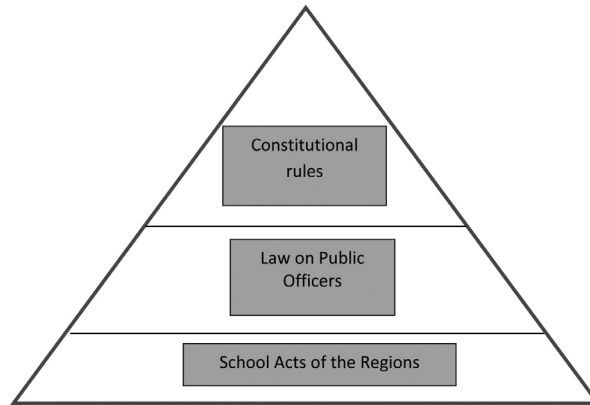 Constitutional
rules
Law on Public
Officers
School Acts of the Regions